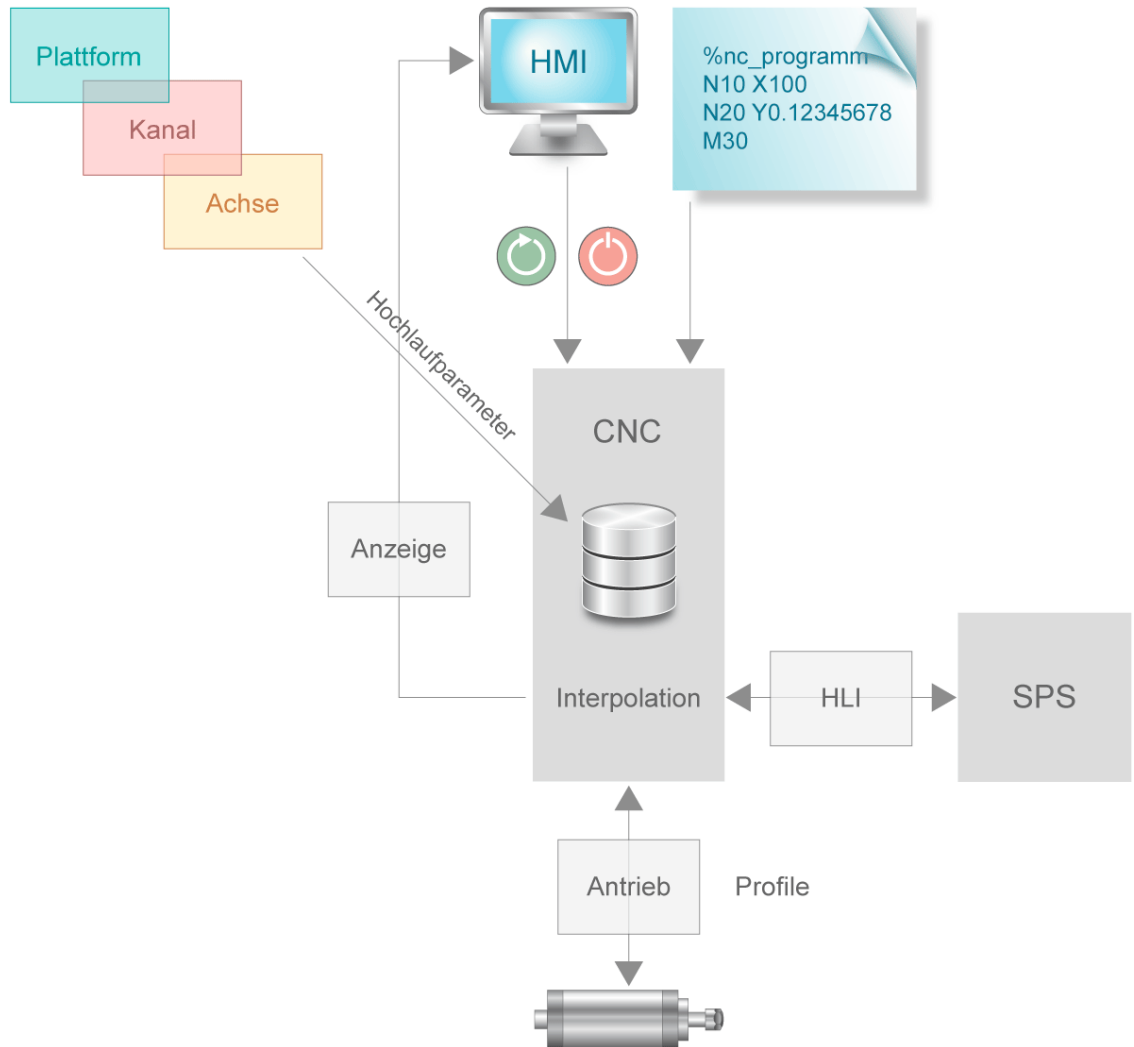 Plattform
Kanal
Achse
HMI
%nc_programm
N10 X100
N20 Y0.12345678
M30
Hochlaufparameter
CNC
Anzeige
Interpolation
HLI
SPS
Antrieb
Profile